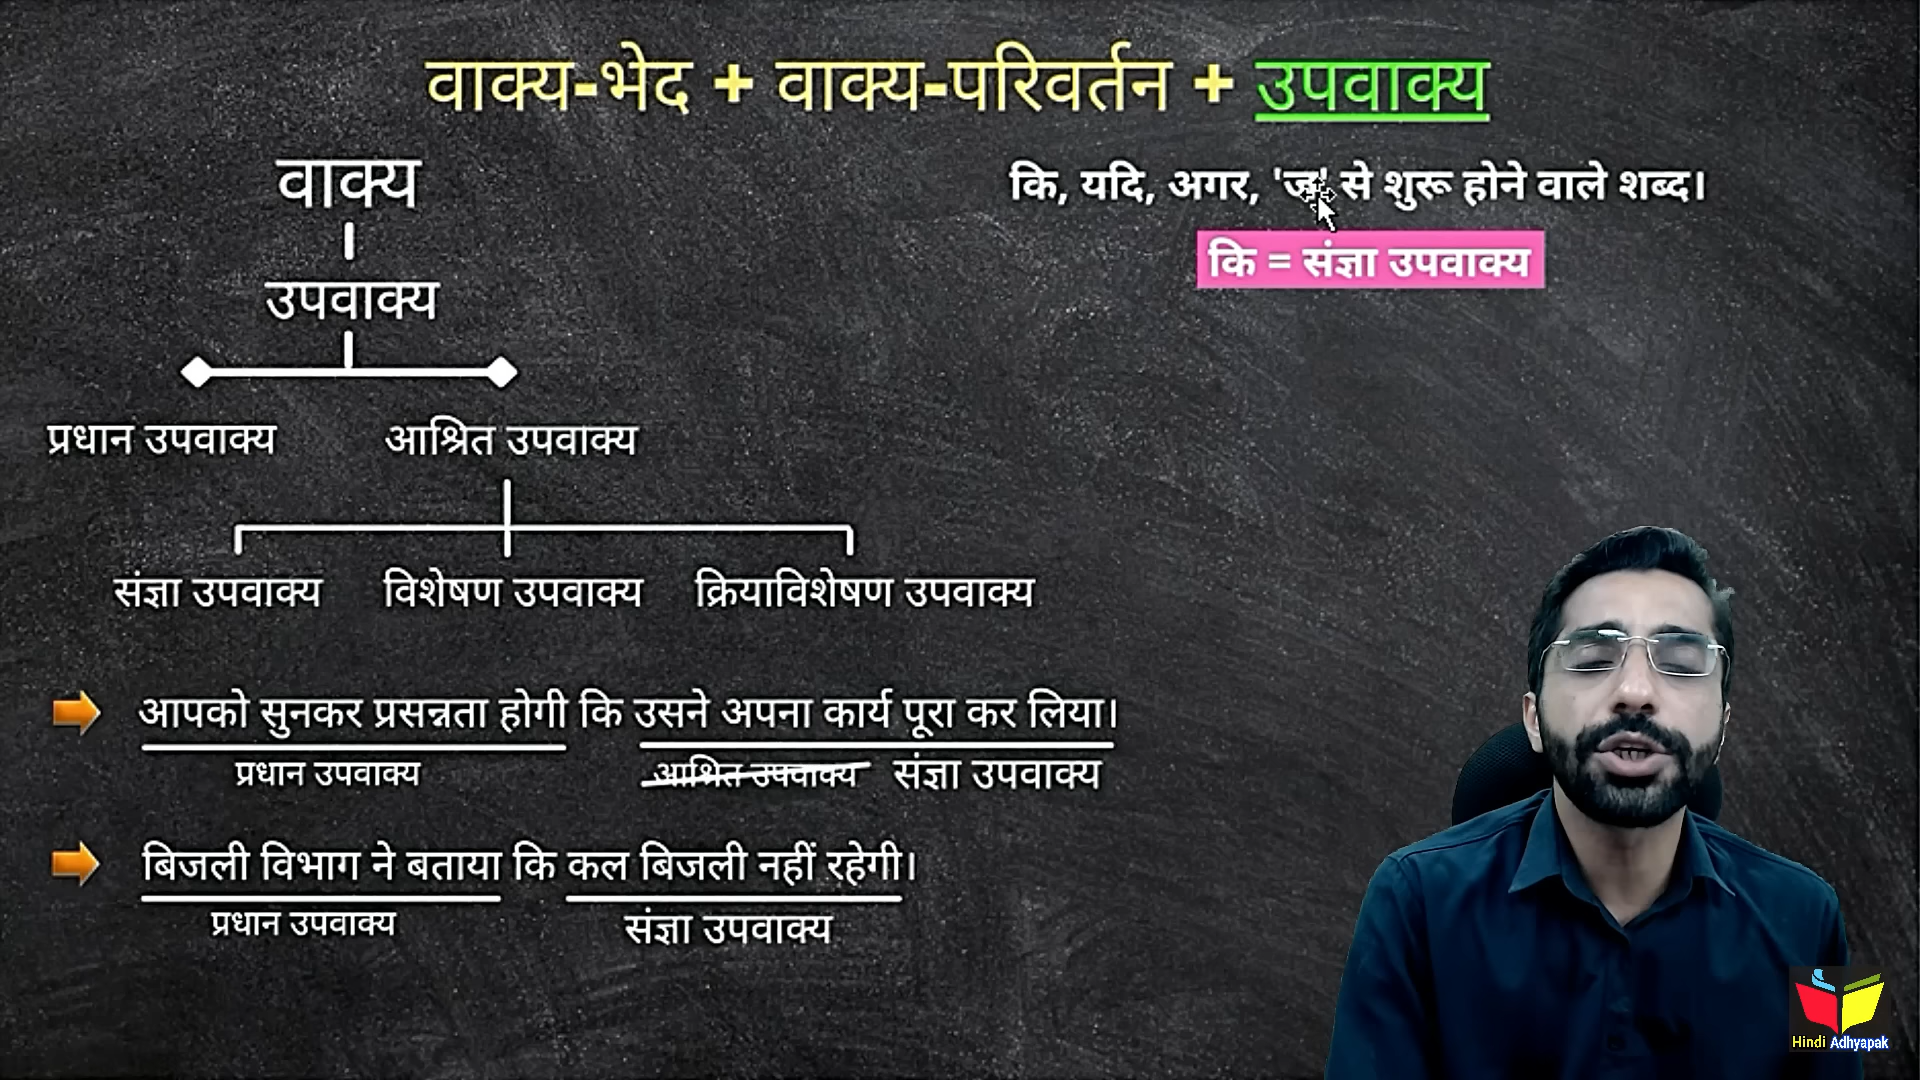 वाक्य-भेद + वाक्य-परिवर्तन + उपवाक्य
वाक्य
उपवाक्य
प्रधान उपवाक्य आश्रित उपवाक्य
संज्ञा उपवाक्य विशेषण उपवाक्य क्रियाविशेषण उपवाक्य
कि, यदि, अगर, 'ज' से शुरू होने वाले शब्द।
कि = संज्ञा उपवाक्य
आपको सुनकर प्रसन्नता होगी कि उसने अपना कार्य पूरा कर लिया।
प्रधान उपवाक्य आश्रित उपवाक्य संज्ञा उपवाक्य
बिजली विभाग ने बताया कि कल बिजली नहीं रहेगी।
प्रधान उपवाक्य संज्ञा उपवाक्य
Hindi Adhyapak